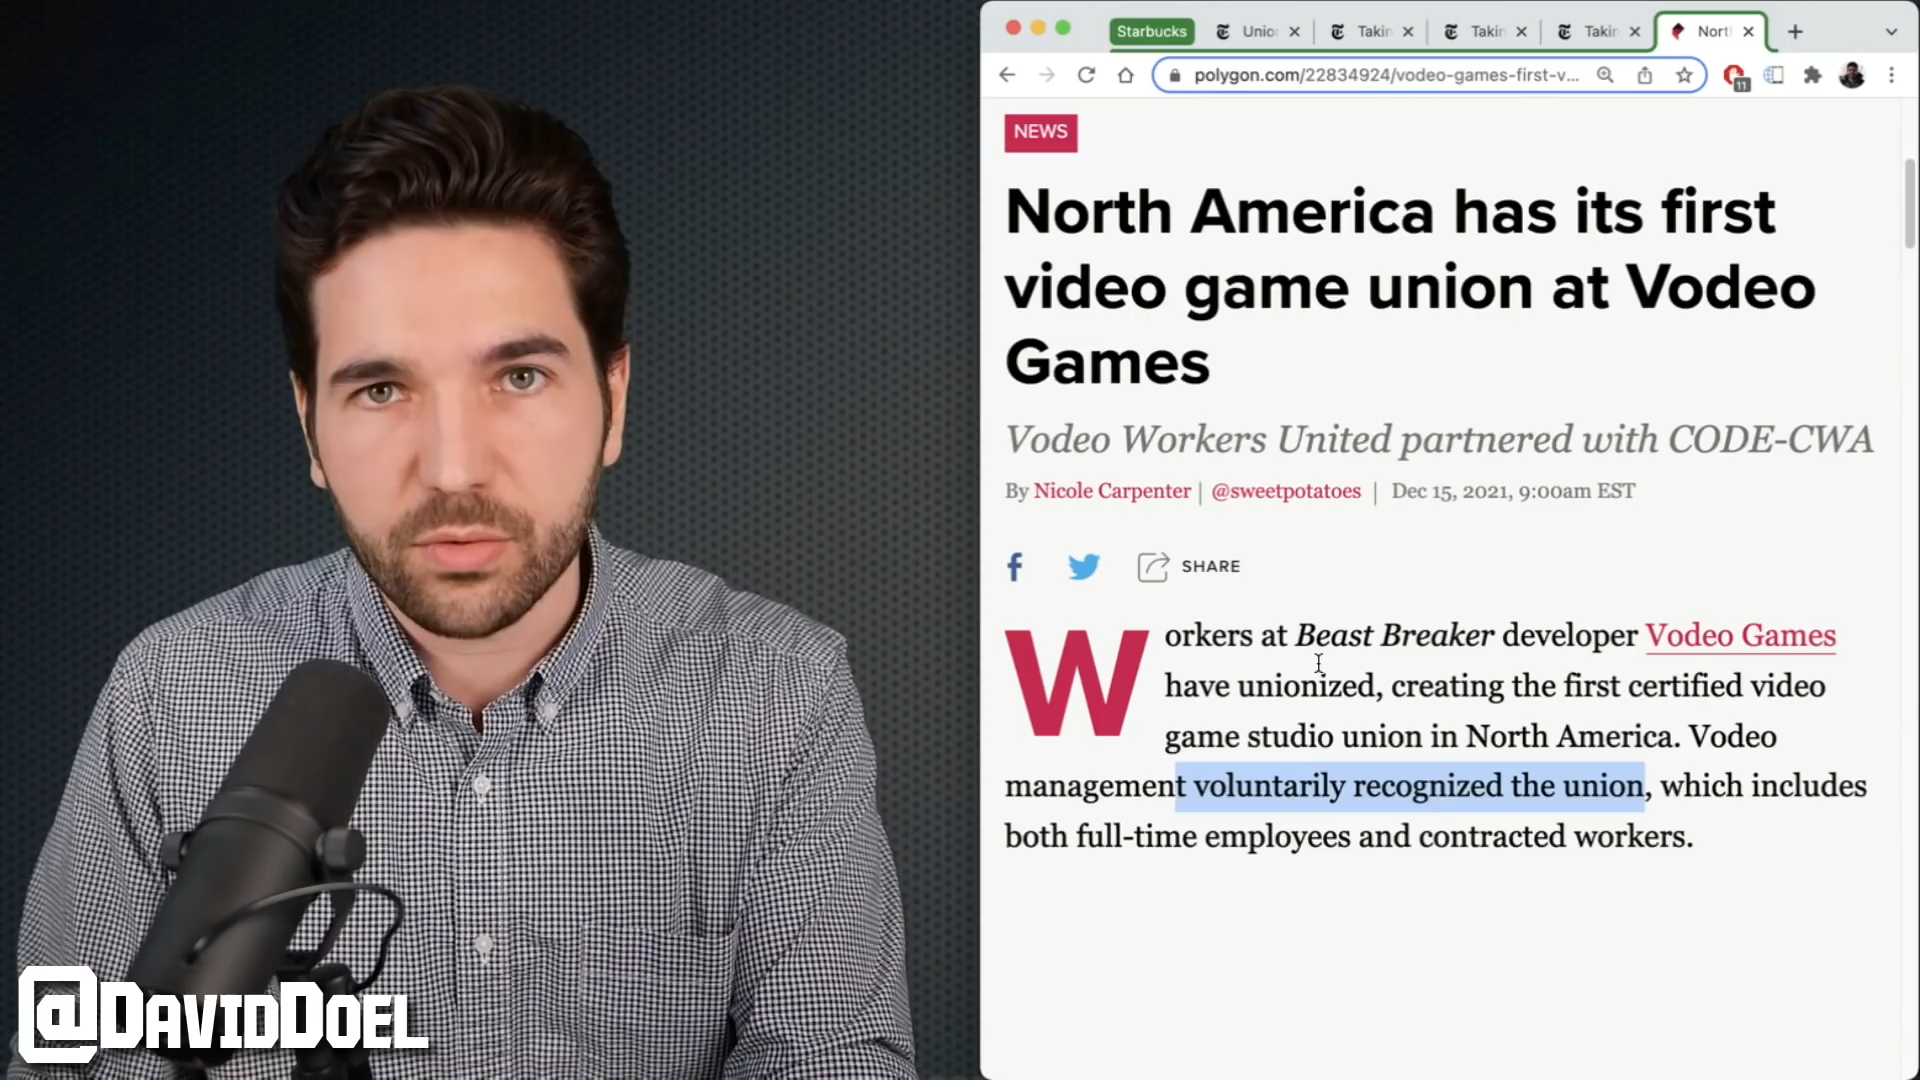 Starbucks
Unio
Takin
Takin
Takin
Nort
polygon.com/22834924/vodeo-games-first-v...
11
NEWS
North America has its first
video game union at Vodeo
Games
Vodeo Workers United partnered with CODE-CWA
By Nicole Carpenter | @sweetpotatoes | Dec 15, 2021, 9:00am EST
SHARE
Workers at Beast Breaker developer Vodeo Games
have unionized, creating the first certified video
game studio union in North America. Vodeo
management voluntarily recognized the union, which includes
both full-time employees and contracted workers.
@DAVIDDOEL